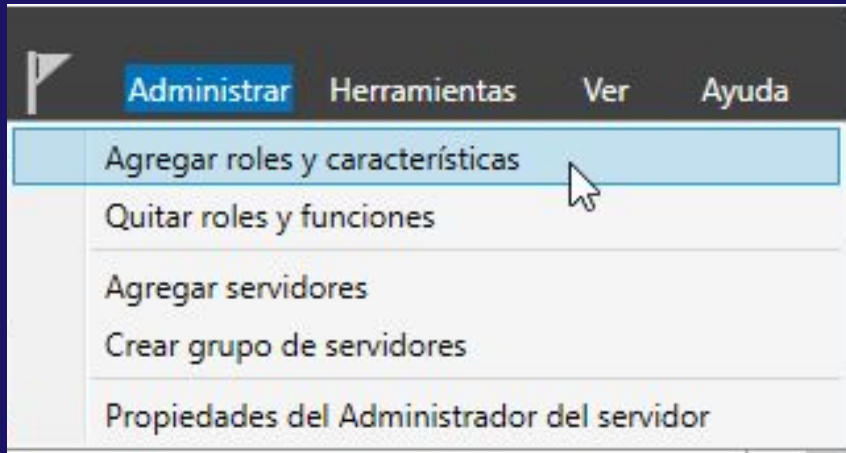 Administrar Herramientas Ver Ayuda
Agregar roles y características
Quitar roles y funciones
Agregar servidores
Crear grupo de servidores
Propiedades del Administrador del servidor